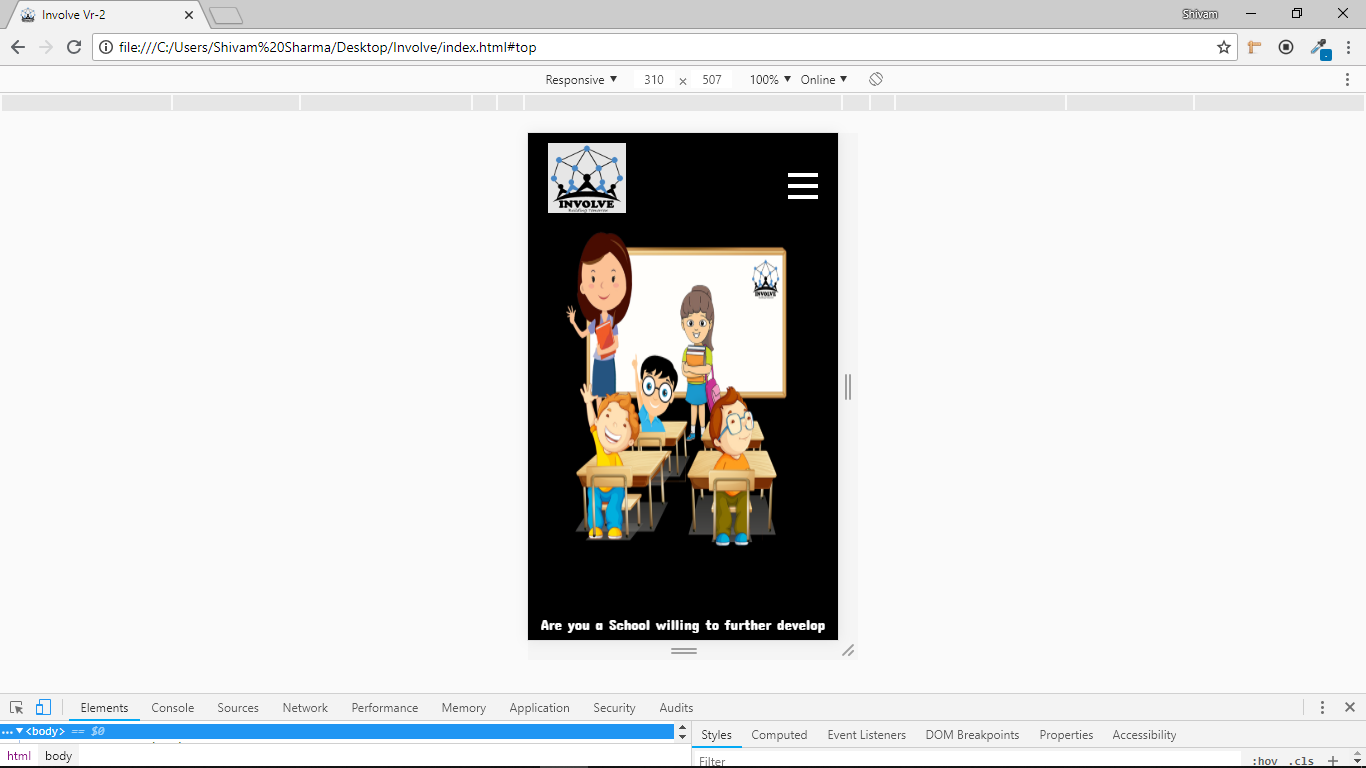 Involve Vr-2
Shivam
file:///C:/Users/Shivam%20Sharma/Desktop/Involve/index.html#top
Responsive ▼ 310 × 507 100% ▼ Online ▼
INVOLVE
Building Tomorrow
INVOLVE
Are you a School willing to further develop
Elements Console Sources Network Performance Memory Application Security Audits
... ▼<body> == $0
html body
Styles Computed Event Listeners DOM Breakpoints Properties Accessibility
Filter :hov .cls +